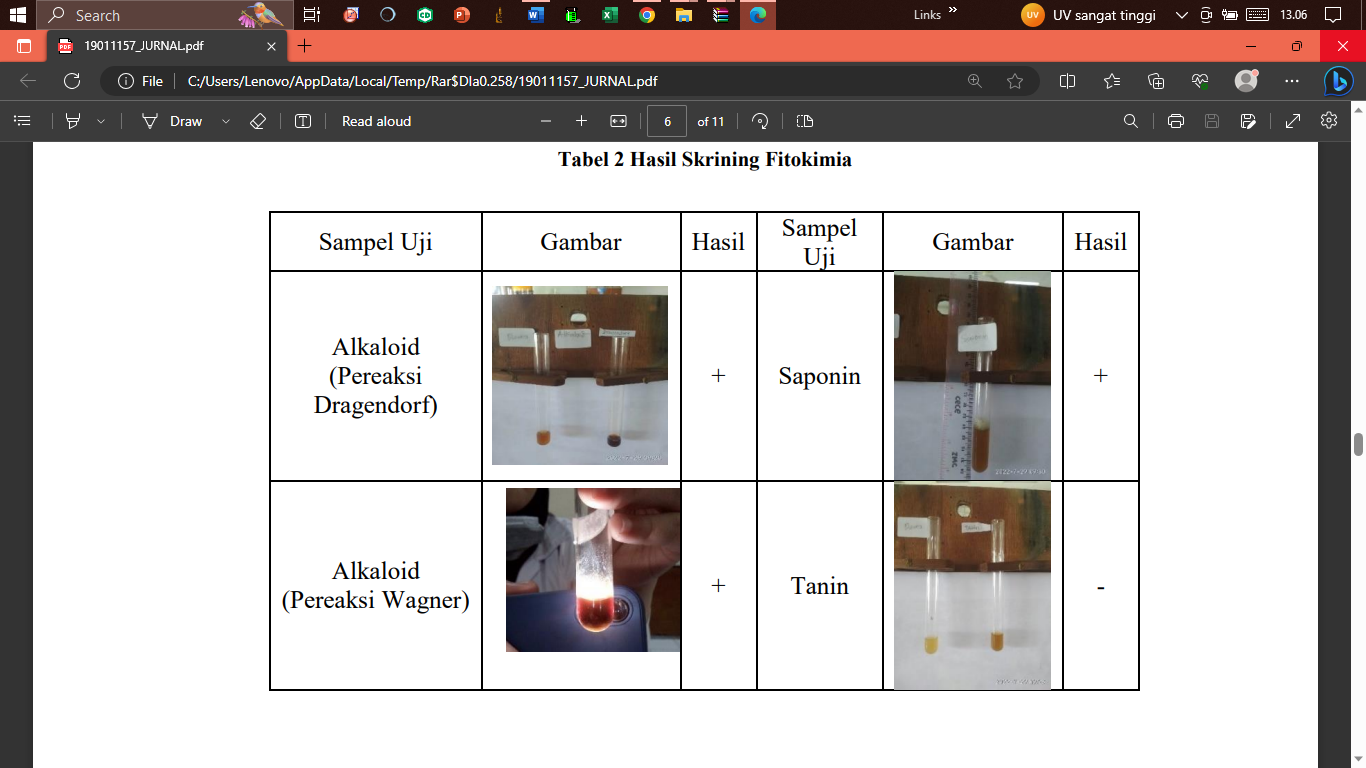 Search
Links
UV sangat tinggi
13.06
19011157_JURNAL.pdf
File
C:/Users/Lenovo/AppData/Local/Temp/Rar$DIa0.258/19011157_JURNAL.pdf
Draw
Read aloud
6
of 11
Tabel 2 Hasil Skrining Fitokimia
Sampel Uji
Gambar
Hasil
Sampel
Uji
Gambar
Hasil
Alkaloid
(Pereaksi
Dragendorf)
+
Saponin
+
Alkaloid
(Pereaksi Wagner)
+
Tanin
-